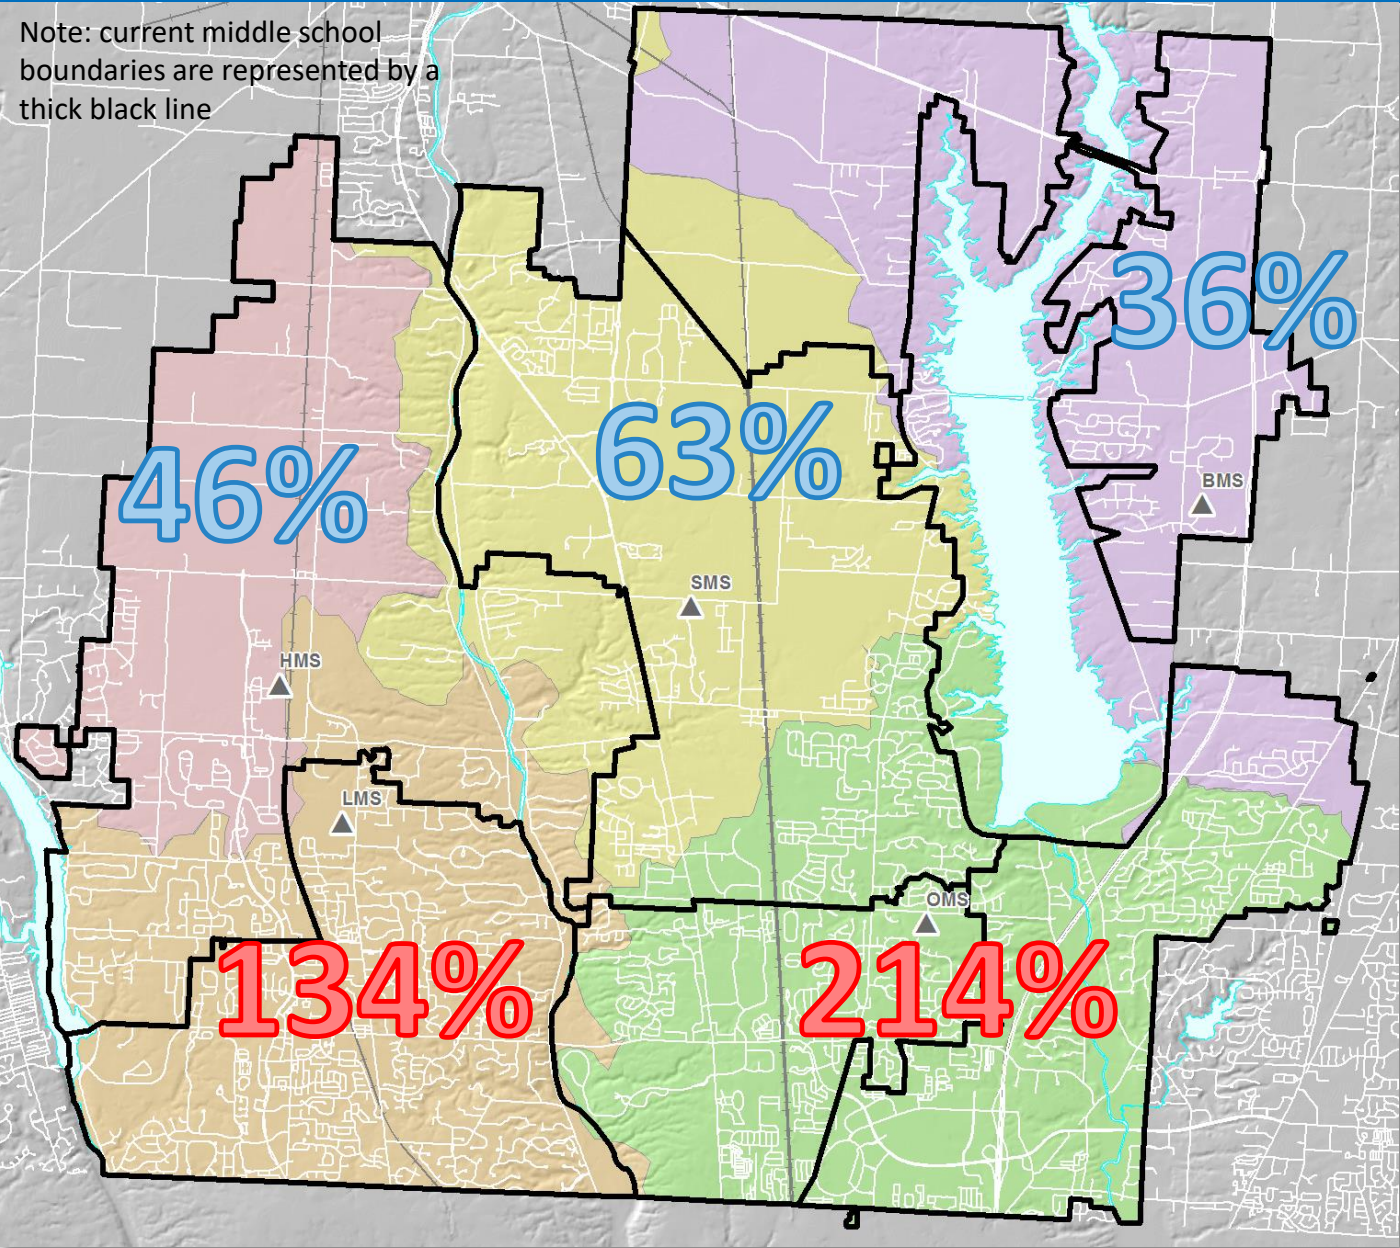 Note: current middle school
boundaries are represented by a
thick black line
36%
63%
46%
BMS
SMS
HMS
LMS
OMS
134%
214%